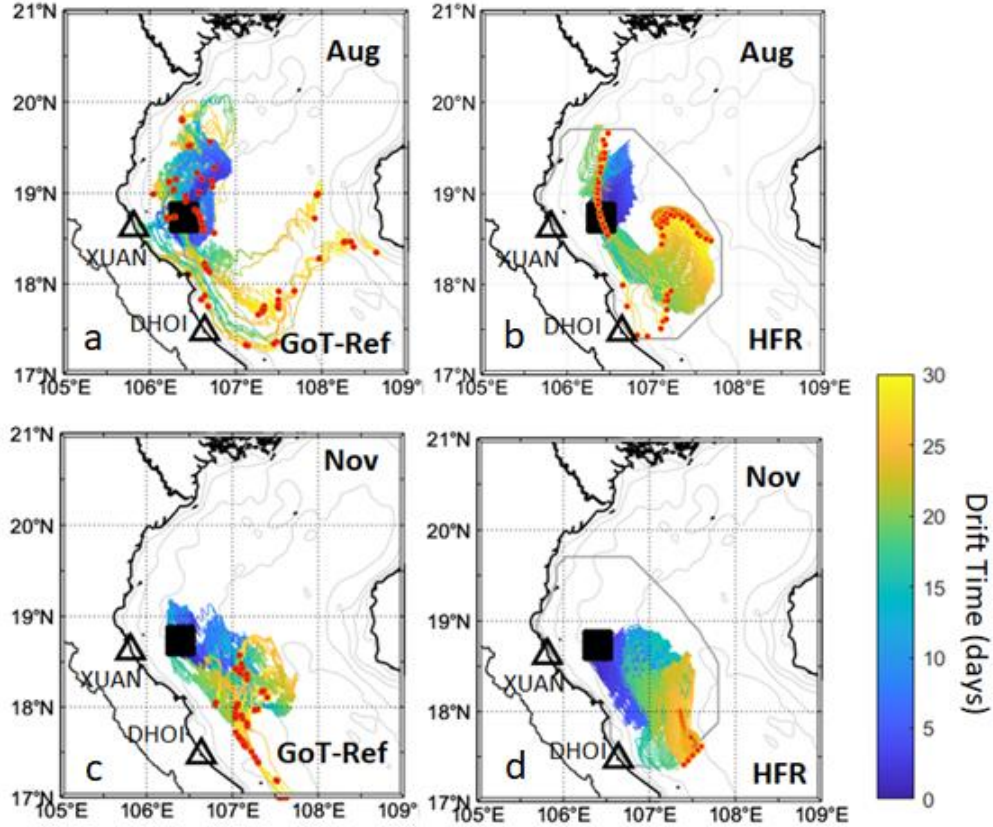 21°N
20°N
19°N
18°N
17°N
105°E 106°E 107°E 108°E 109°E
Aug
XUAN
DHOI
a
GoT-Ref
21°N
20°N
19°N
18°N
17°N
105°E 106°E 107°E 108°E 109°E
Aug
XUAN
DHOI
b
HFR
21°N
20°N
19°N
18°N
17°N
105°E 106°E 107°E 108°E 109°
Nov
XUAN
DHOI
c
GoT-Ref
21°N
20°N
19°N
18°N
17°N
105°E 106°E 107°E 108°E 109°E
Nov
XUAN
DHOI
d
HFR
30
25
20
15
10
5
0
Drift Time (days)